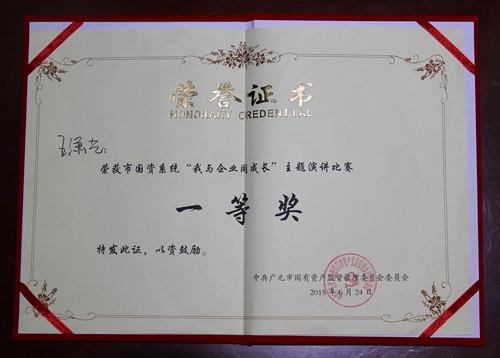 荣誉证书
HONORARY CREDENTIAL
荣获市国资系统“我与企业同成长”主题演讲比赛
一等奖
特发此证，以资鼓励。
中共广元市国有资产监督管理委员会委员会
2015年6月24日